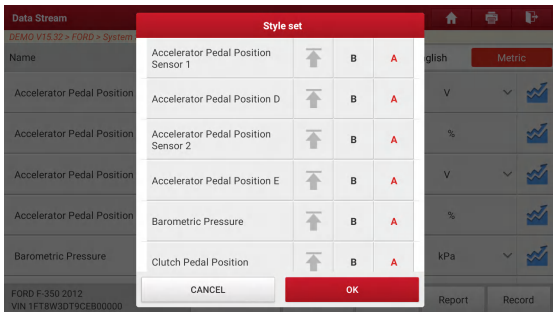 Data Stream
Style set
DEMO V15.32 > FORD > System
Name
English
Metric
Accelerator Pedal Position Sensor 1
B
A
Accelerator Pedal Position
V
Accelerator Pedal Position D
B
A
Accelerator Pedal Position
%
Accelerator Pedal Position Sensor 2
B
A
Accelerator Pedal Position
V
Accelerator Pedal Position E
B
A
Accelerator Pedal Position
%
Barometric Pressure
B
A
Barometric Pressure
kPa
Clutch Pedal Position
B
A
CANCEL
OK
FORD F-350 2012
VIN 1FT8W3DT9CEB00000
Report
Record